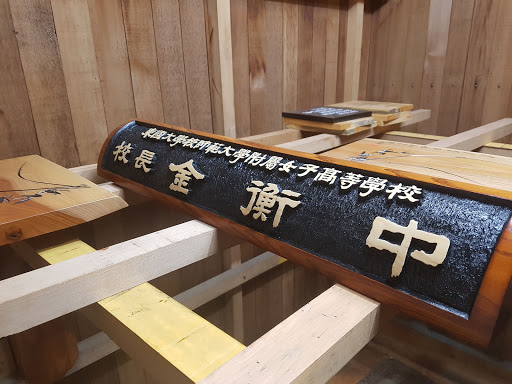 東國大學校師範大學附屬女子高等學校
校長 金衡中